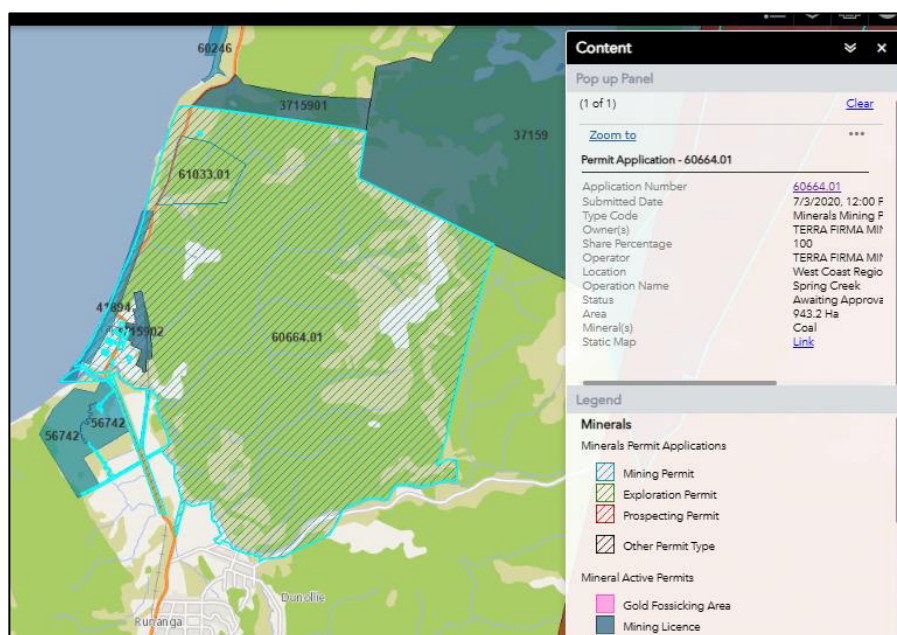 60246
3715901
37159
61033.01
60664.01
56742
56742
Dunollie
Runanga
Content
Pop up Panel
(1 of 1) Clear
Zoom to
Permit Application - 60664.01
Application Number 60664.01
Submitted Date 7/3/2020, 12:00 P
Type Code Minerals Mining P
Owner(s) TERRA FIRMA MIN
Share Percentage 100
Operator TERRA FIRMA MIN
Location West Coast Regio
Operation Name Spring Creek
Status Awaiting Approva
Area 943.2 Ha
Mineral(s) Coal
Static Map Link
Legend
Minerals
Minerals Permit Applications
Mining Permit
Exploration Permit
Prospecting Permit
Other Permit Type
Mineral Active Permits
Gold Fossicking Area
Mining Licence